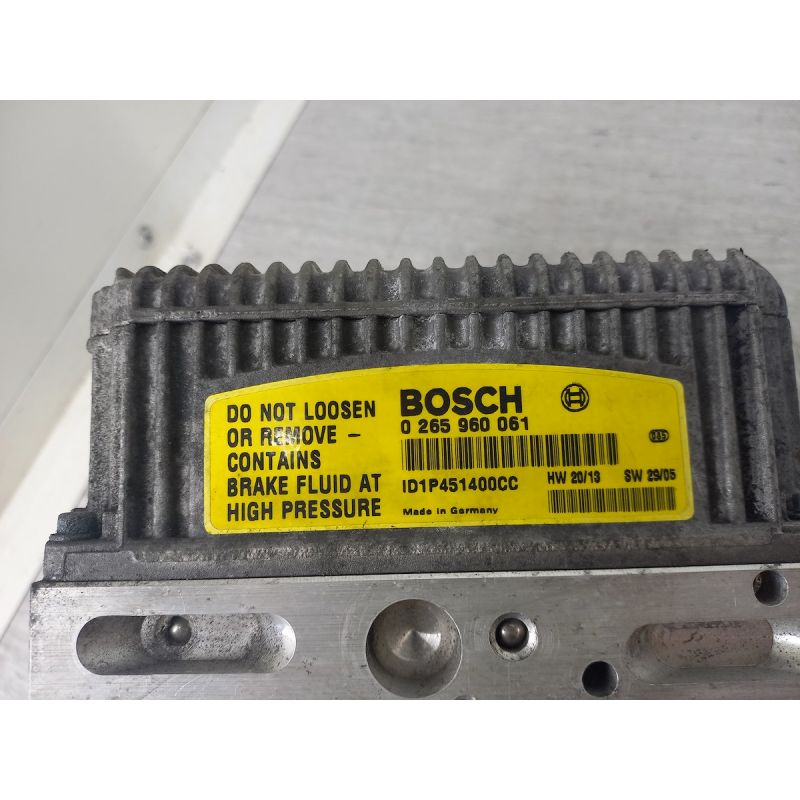 DO NOT LOOSEN
OR REMOVE –
CONTAINS
BRAKE FLUID AT
HIGH PRESSURE
BOSCH
0 265 960 061
ID1P451400CC
HW 20/13 SW 29/05
Made in Germany